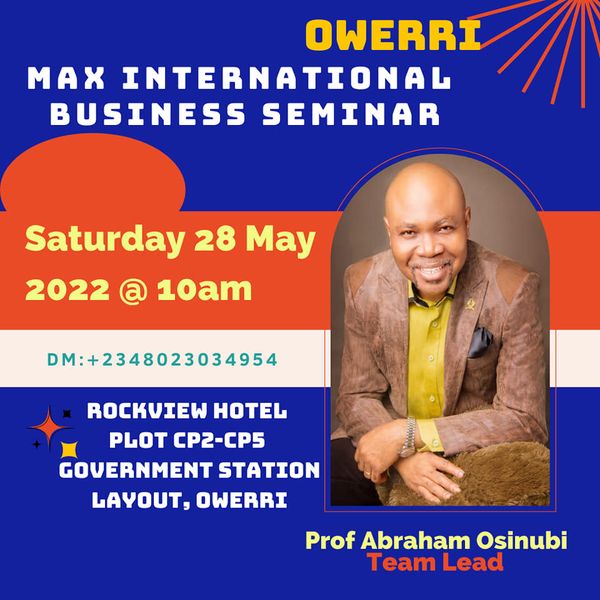 OWERRI
MAX INTERNATIONAL
BUSINESS SEMINAR
Saturday 28 May
2022 @ 10am
DM:+2348023034954
ROCKVIEW HOTEL
PLOT CP2-CP5
GOVERNMENT STATION
LAYOUT, OWERRI
Prof Abraham Osinubi
Team Lead